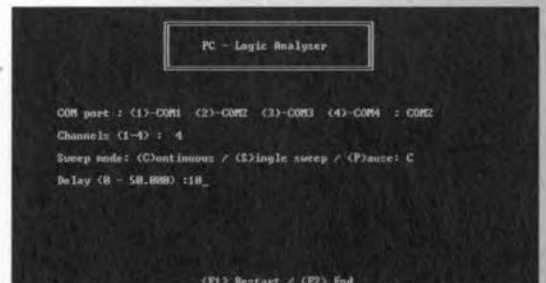 PC - Logic Analyser
COM port : (1)-COM1 (2)-COM2 (3)-COM3 (4)-COM4 : COM2
Channels (1-4) : 4
Sweep mode: (C)ontinuous / (S)ingle sweep / (P)ause: C
Delay (0 - 50.000) :10_
(F1) Restart / (F2) End